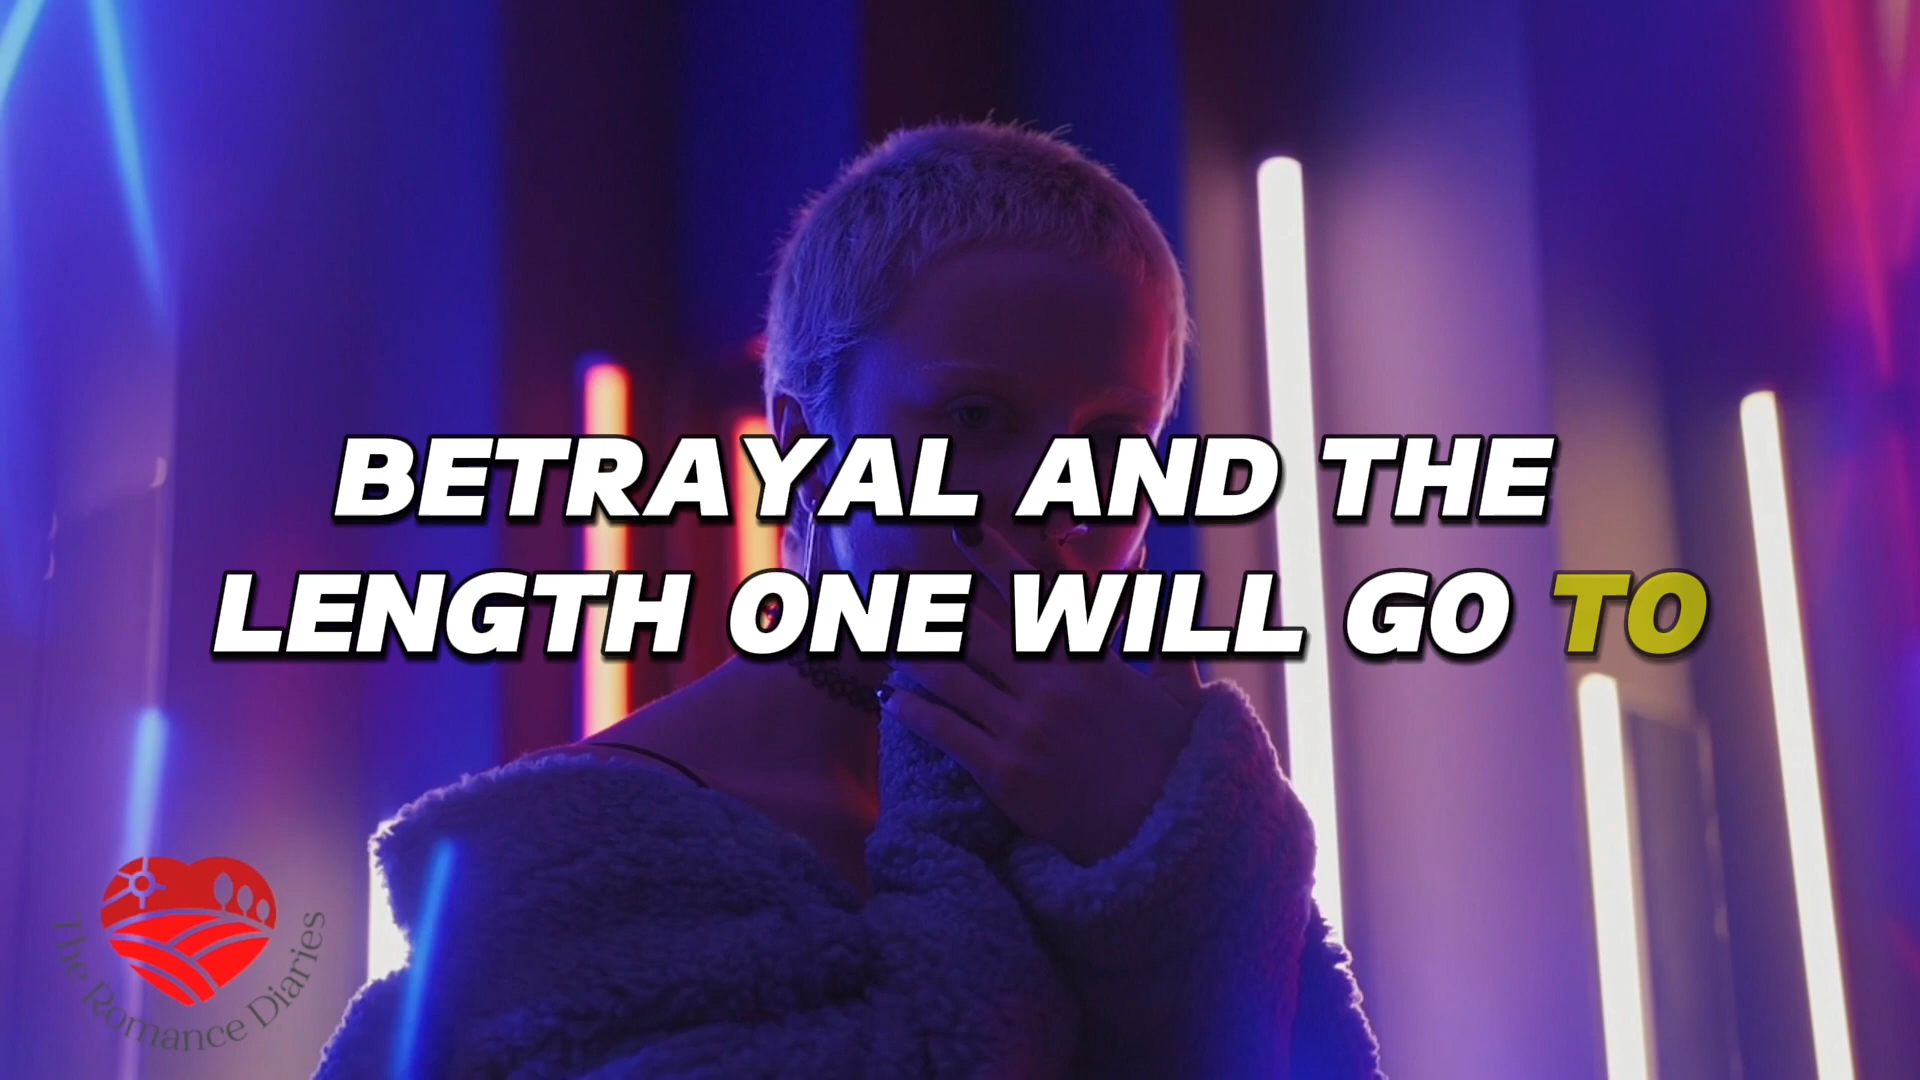 BETRAYAL AND THE
LENGTH ONE WILL GO TO
The Romance Diaries